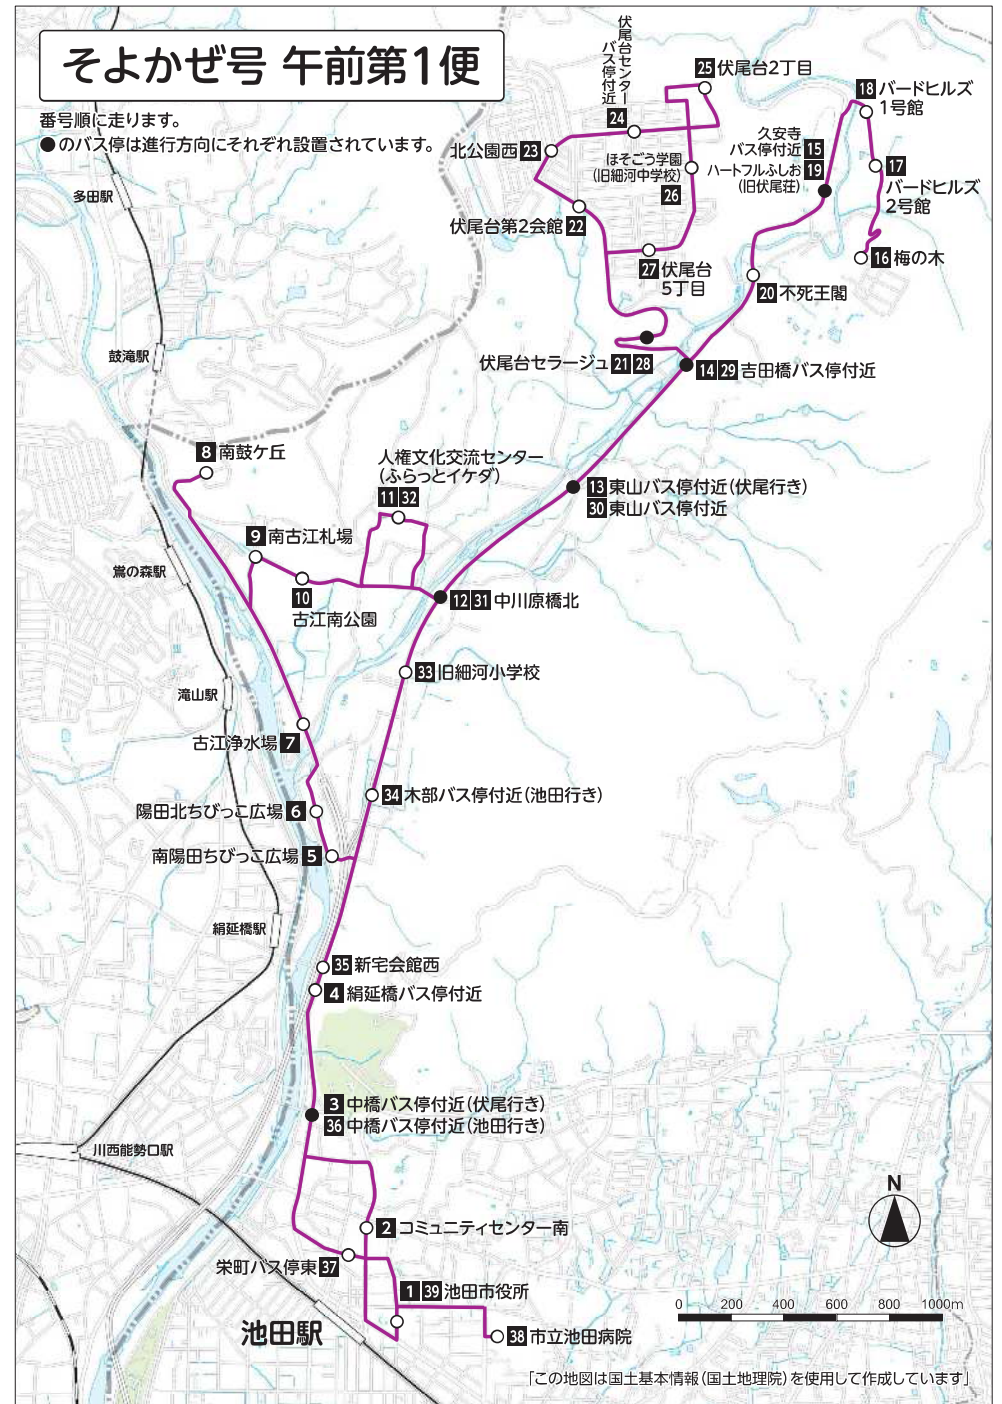 そよかぜ号 午前第1便
番号順に走ります。
●のバス停は進行方向にそれぞれ設置されています。
伏尾台センター
バス停付近
24
25 伏尾台2丁目
18 バードヒルズ
1号館
久安寺
バス停付近 15
ハートフルふしお 19
(旧伏尾荘)
17
バードヒルズ
2号館
16 梅の木
北公園西 23
ほそごう学園
(旧細河中学校)
26
伏尾台第2会館 22
27 伏尾台
5丁目
20 不死王閣
伏尾台セラージュ 21 28
14 29 吉田橋バス停付近
多田駅
鼓滝駅
8 南鼓ケ丘
人権文化交流センター
(ふらっとイケダ)
11 32
13 東山バス停付近(伏尾行き)
30 東山バス停付近
9 南古江札場
鴬の森駅
10
古江南公園
12 31 中川原橋北
33 旧細河小学校
滝山駅
古江浄水場 7
34 木部バス停付近(池田行き)
陽田北ちびっこ広場 6
南陽田ちびっこ広場 5
絹延橋駅
35 新宅会館西
4 絹延橋バス停付近
3 中橋バス停付近(伏尾行き)
36 中橋バス停付近(池田行き)
川西能勢口駅
N
2 コミュニティセンター南
栄町バス停東 37
1 39 池田市役所
池田駅
38 市立池田病院
0 200 400 600 800 1000m
「この地図は国土基本情報(国土地理院)を使用して作成しています」